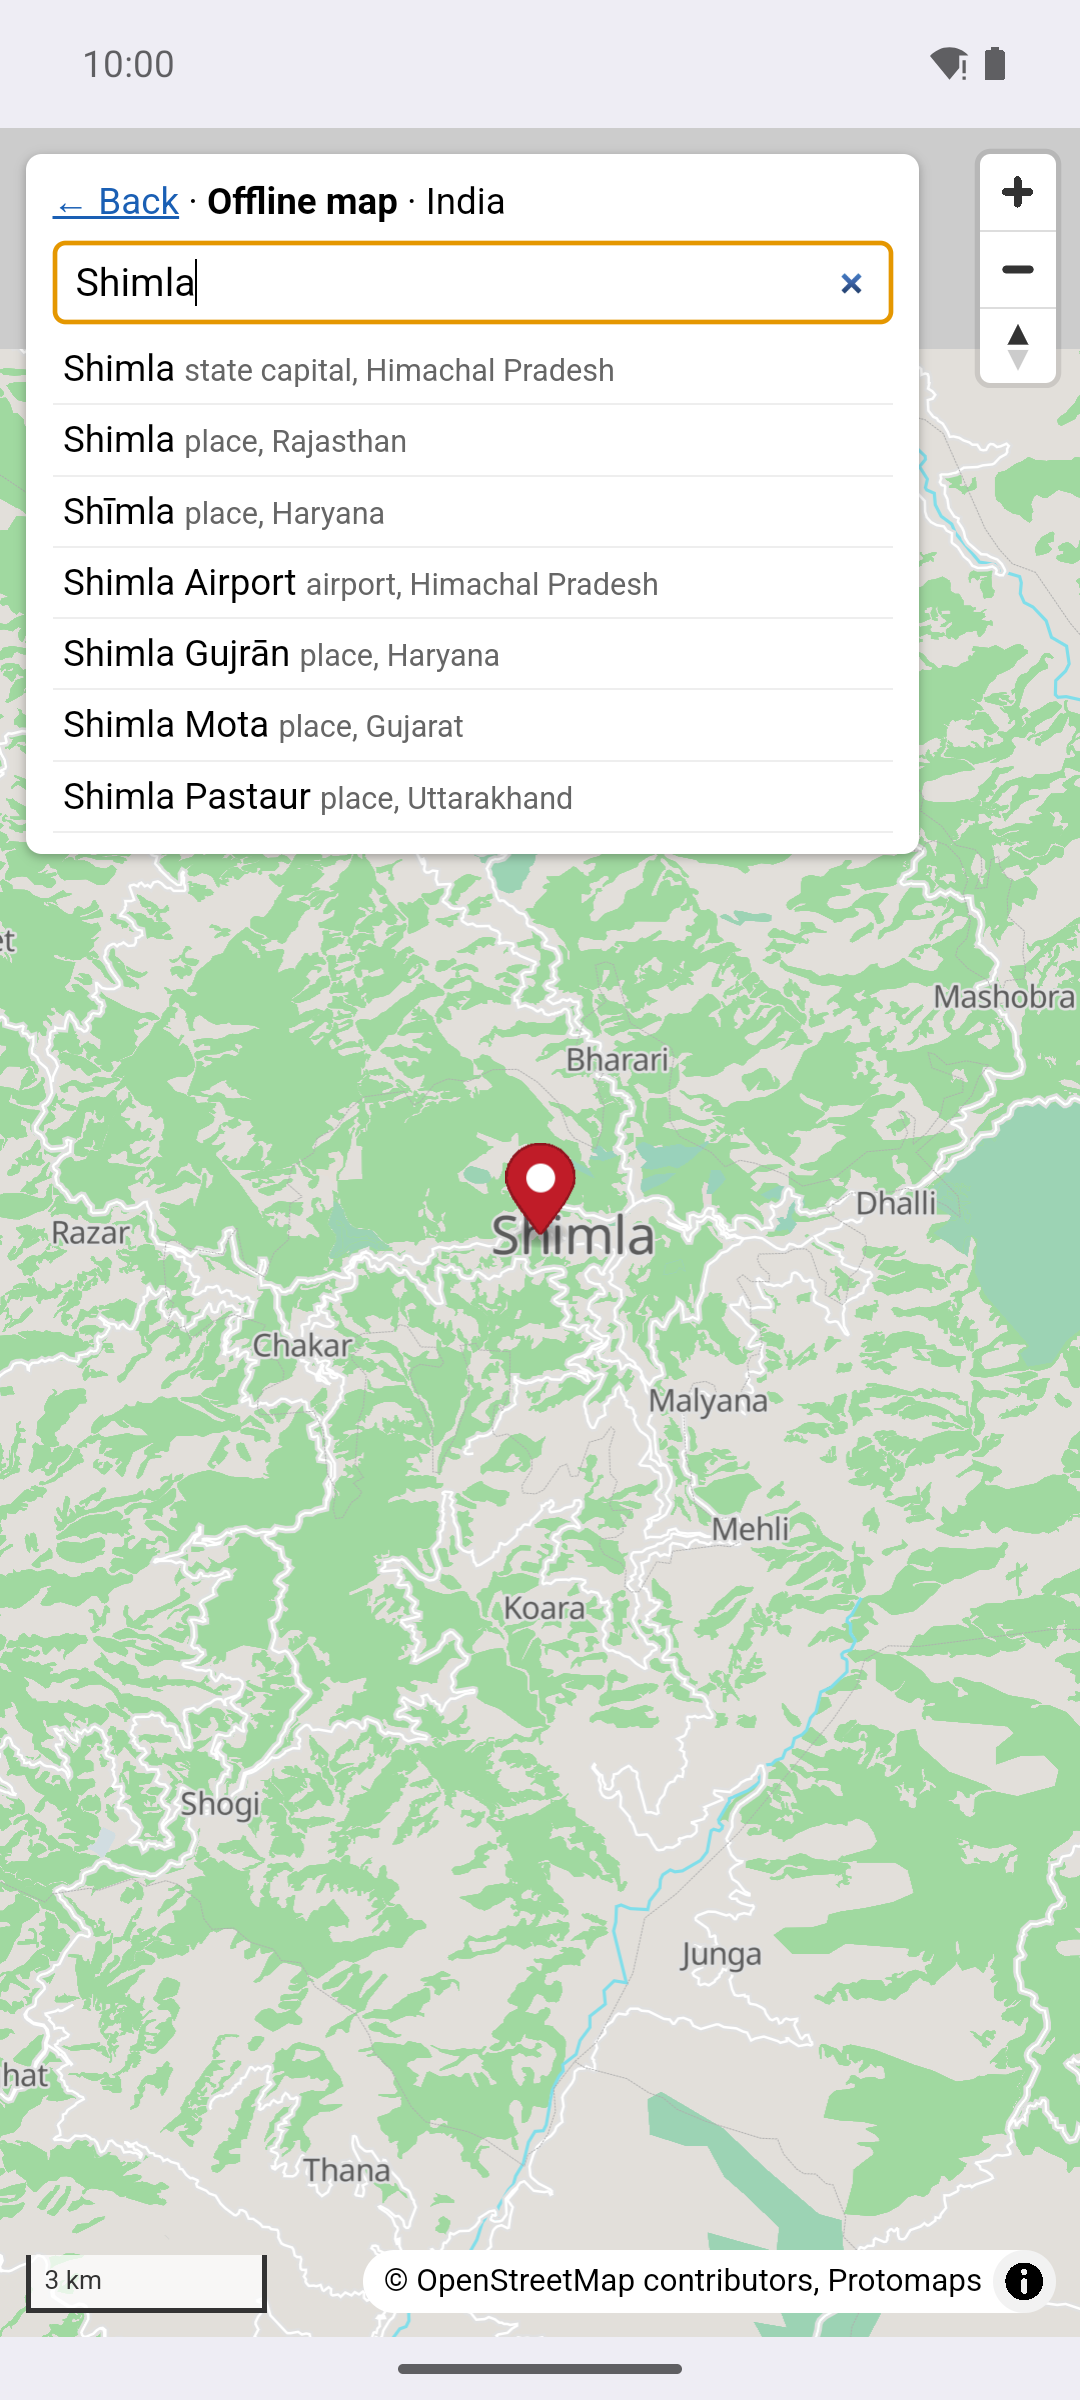 10:00
← Back · Offline map · India
Shimla
Shimla state capital, Himachal Pradesh
Shimla place, Rajasthan
Shīmla place, Haryana
Shimla Airport airport, Himachal Pradesh
Shimla Gujrān place, Haryana
Shimla Mota place, Gujarat
Shimla Pastaur place, Uttarakhand
Mashobra
Bharari
Dhalli
Razar
Shimla
Chakar
Malyana
Mehli
Koara
Shogi
Junga
Thana
3 km
© OpenStreetMap contributors, Protomaps